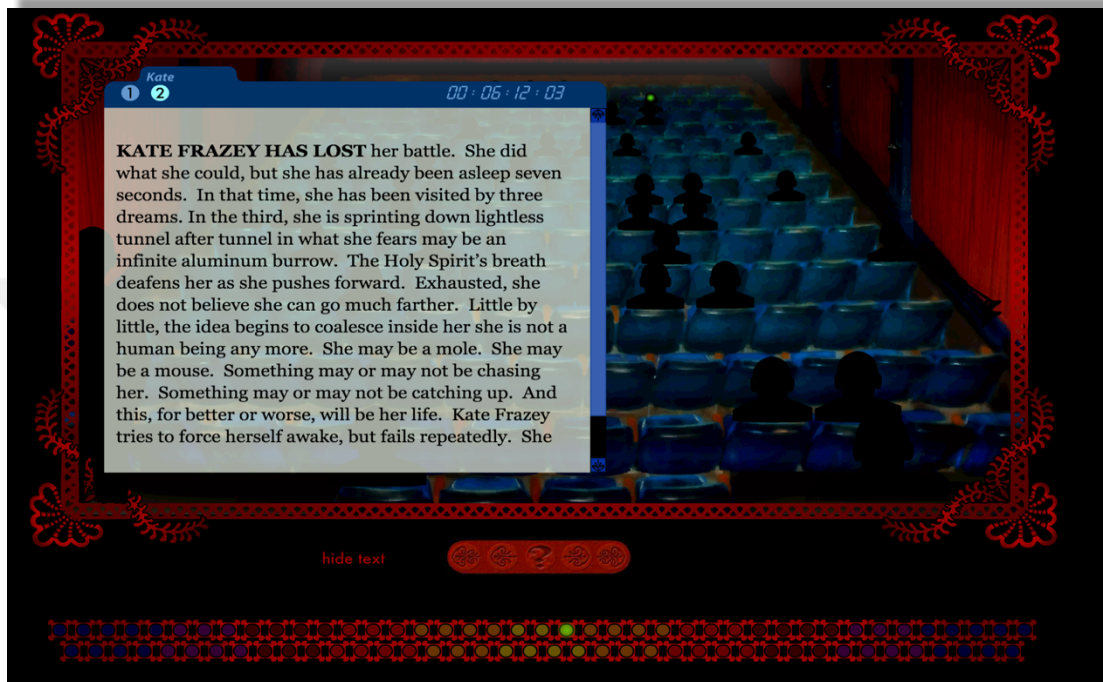 Kate
1 2
00 : 06 : 12 : 03
KATE FRAZEY HAS LOST her battle.  She did
what she could, but she has already been asleep seven
seconds.  In that time, she has been visited by three
dreams. In the third, she is sprinting down lightless
tunnel after tunnel in what she fears may be an
infinite aluminum burrow.  The Holy Spirit’s breath
deafens her as she pushes forward.  Exhausted, she
does not believe she can go much farther.  Little by
little, the idea begins to coalesce inside her she is not a
human being any more.  She may be a mole.  She may
be a mouse.  Something may or may not be chasing
her.  Something may or may not be catching up.  And
this, for better or worse, will be her life.  Kate Frazey
tries to force herself awake, but fails repeatedly.  She
hide text
?